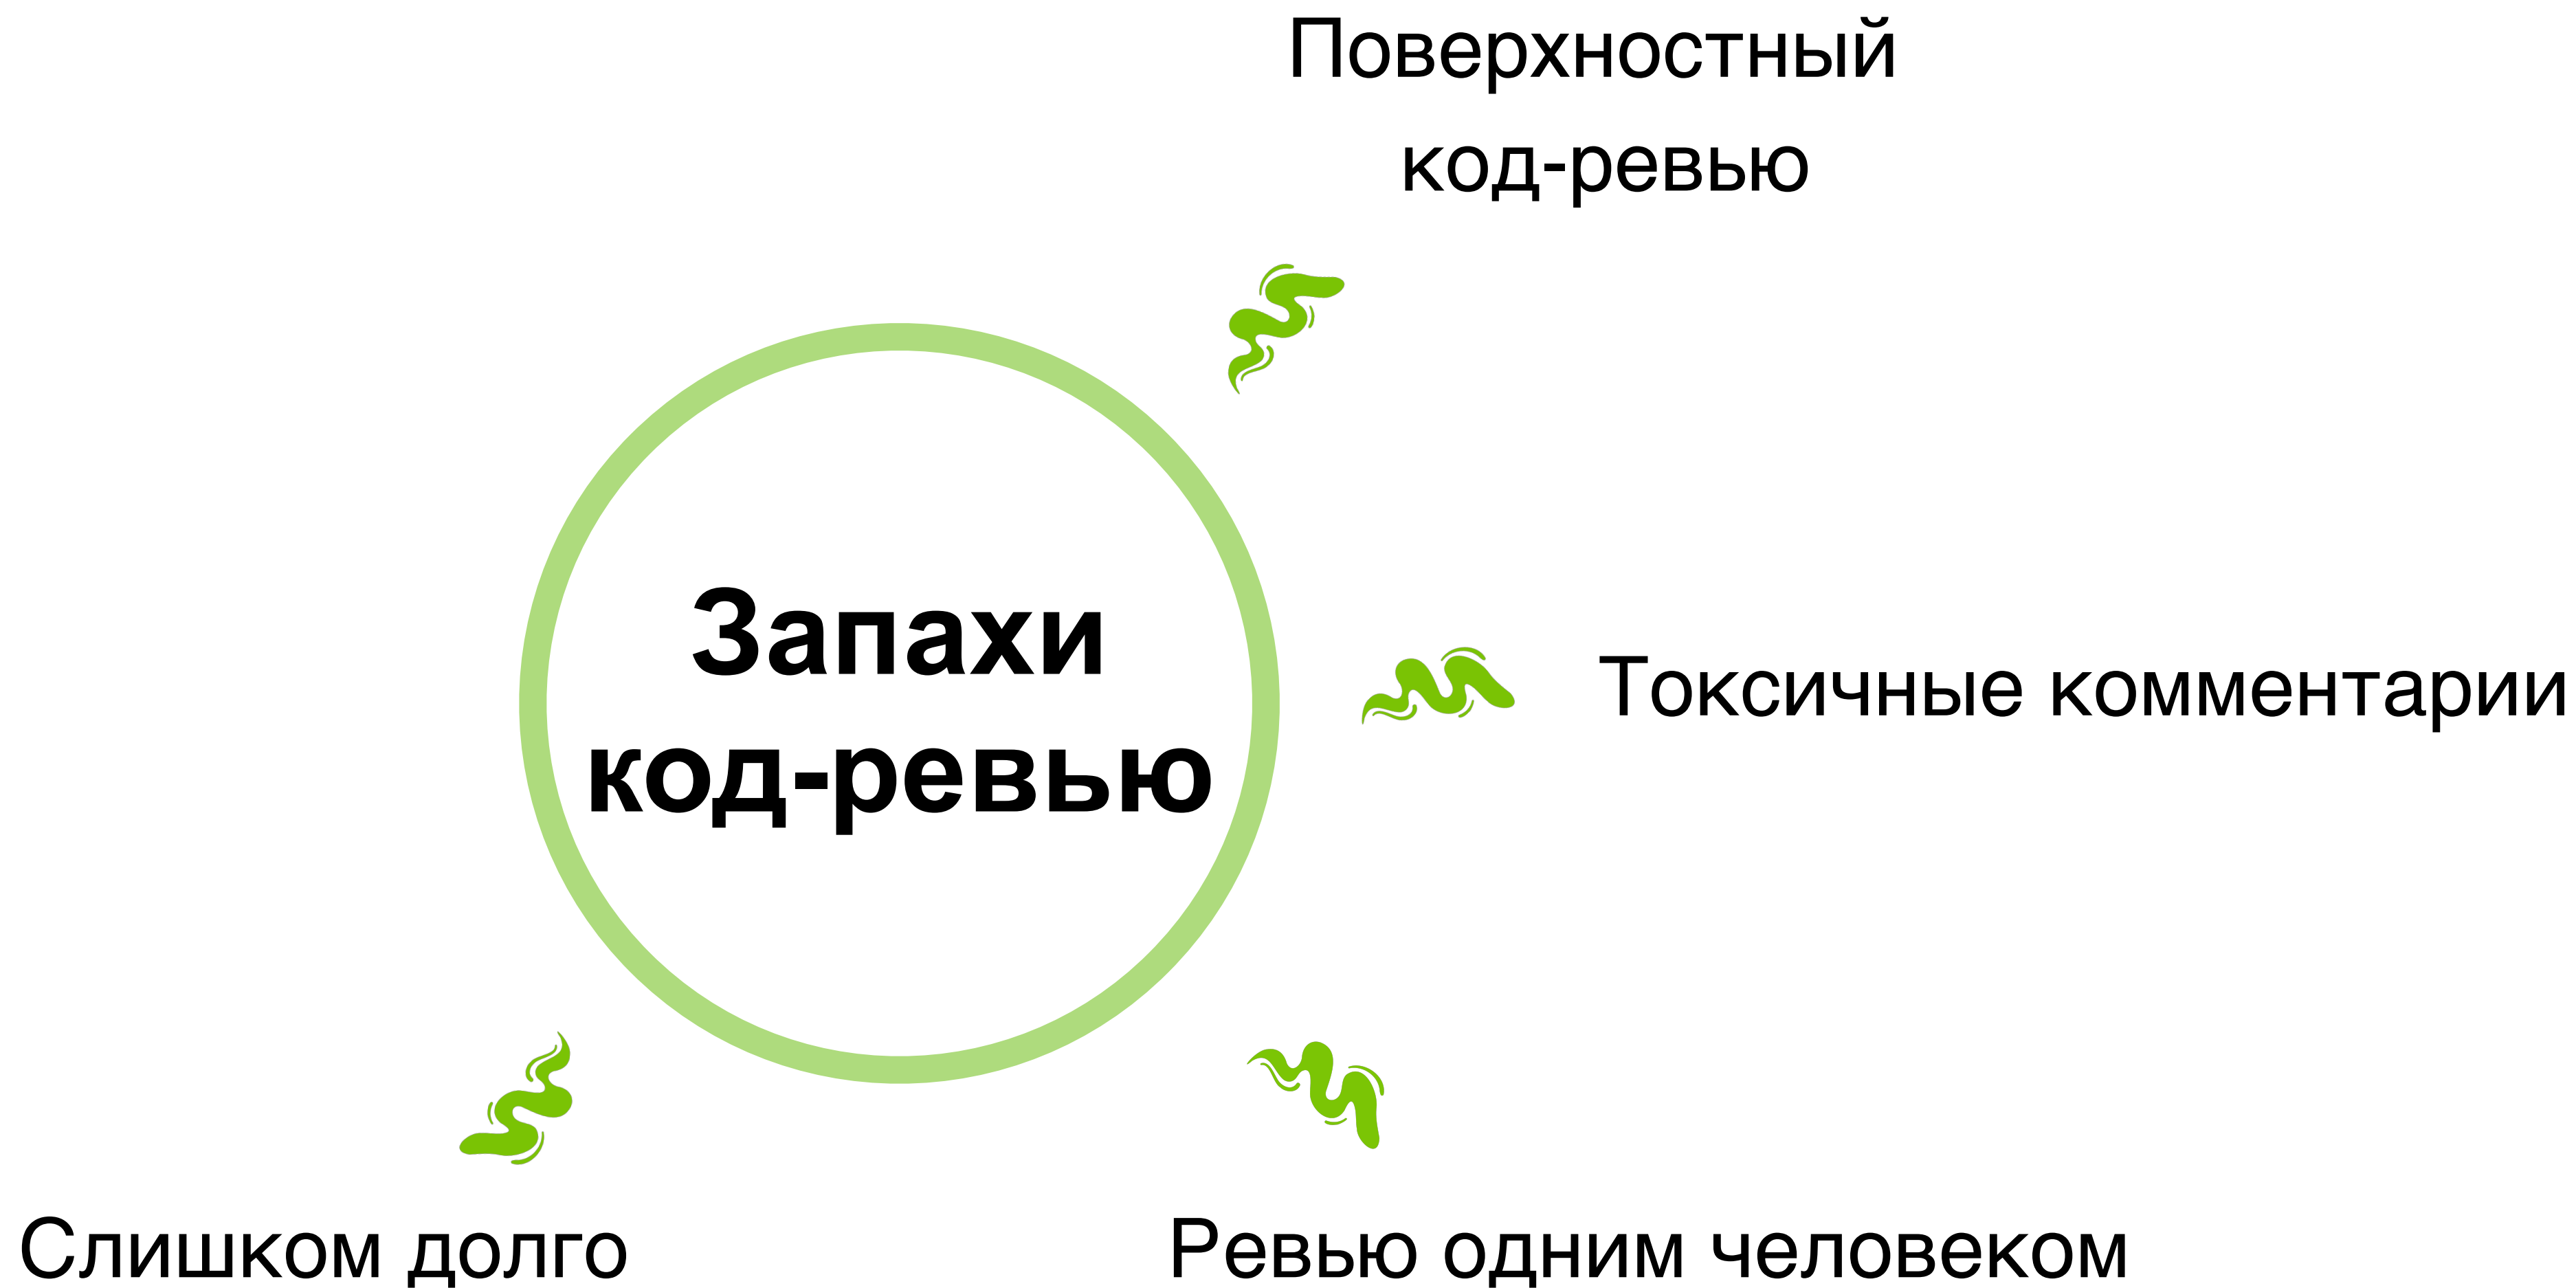 Поверхностный
код-ревью
Запахи
код-ревью
Токсичные комментарии
Слишком долго
Ревью одним человеком